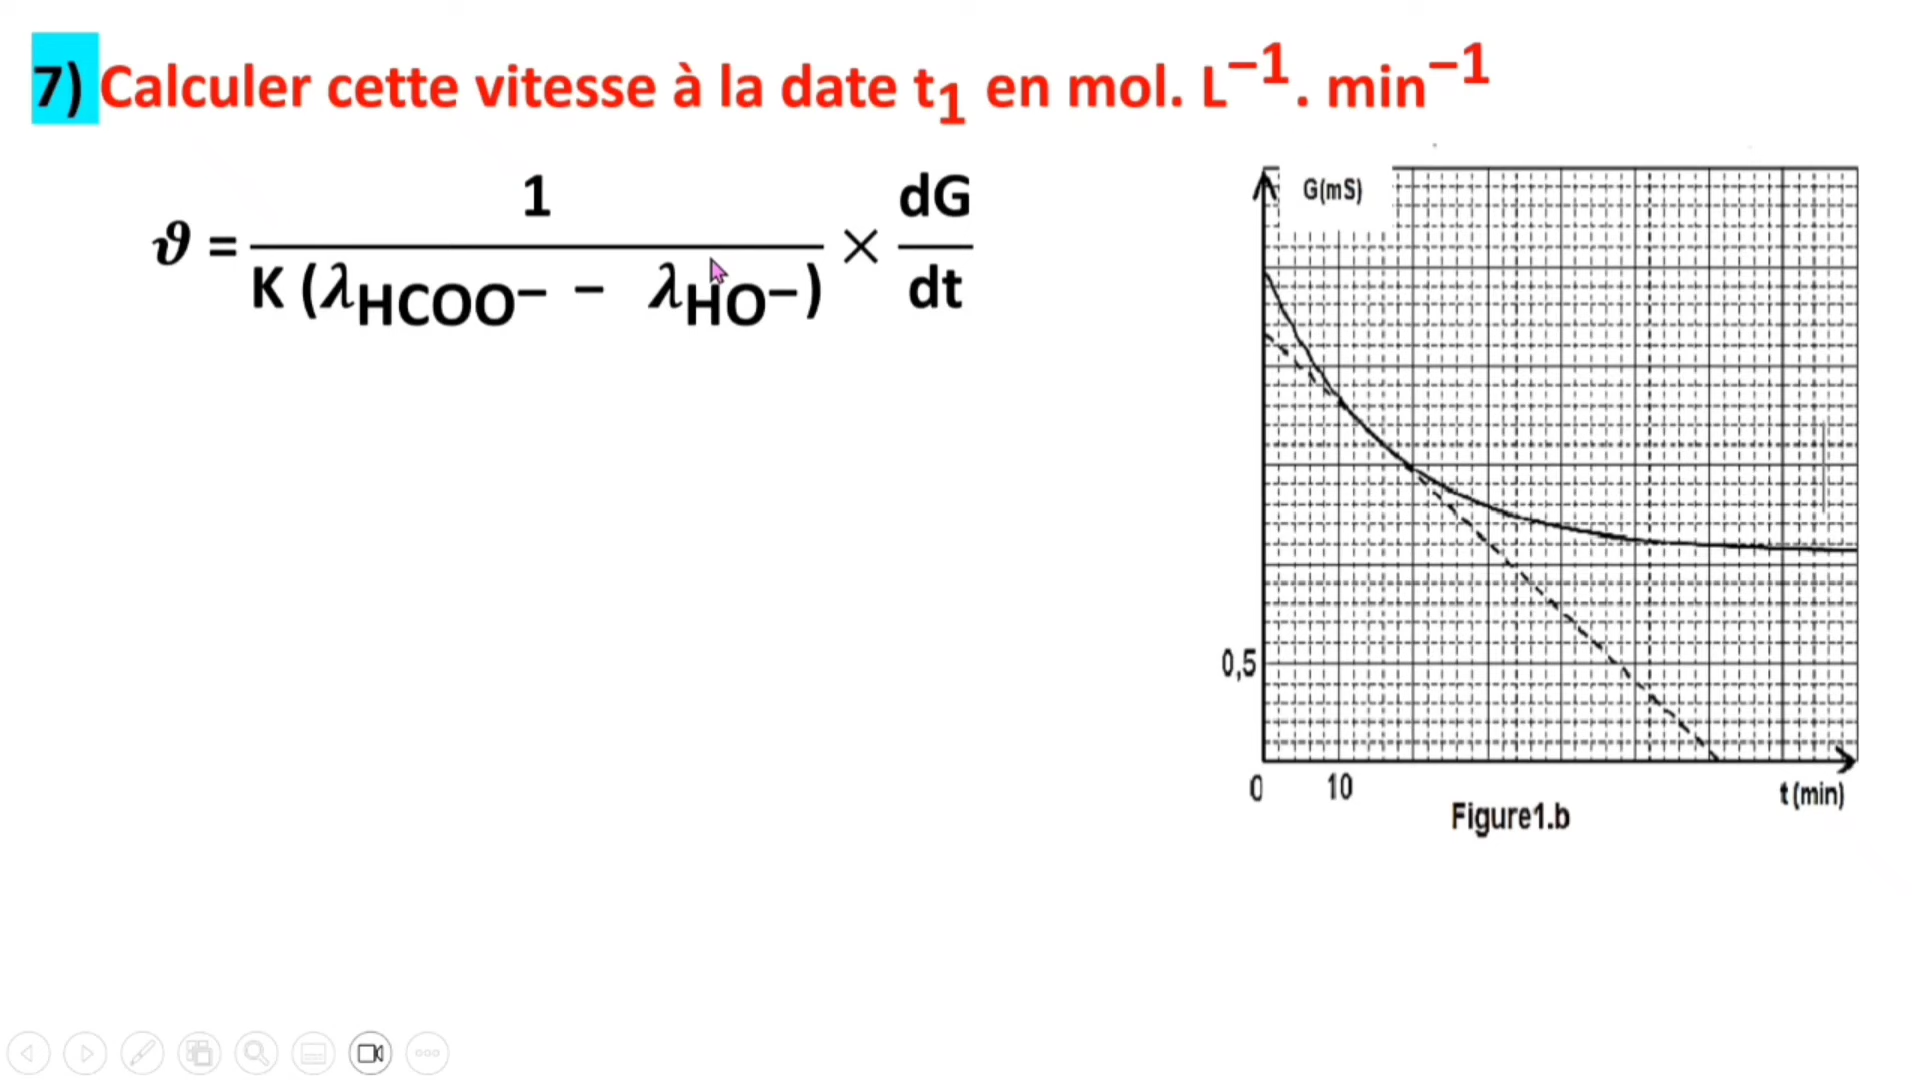 7) Calculer cette vitesse à la date t₁ en mol. L⁻¹. min⁻¹
ϑ = 1 / K (λHCOO⁻ − λHO⁻) × dG / dt
G(mS)
0,5
0
10
t(min)
Figure1.b